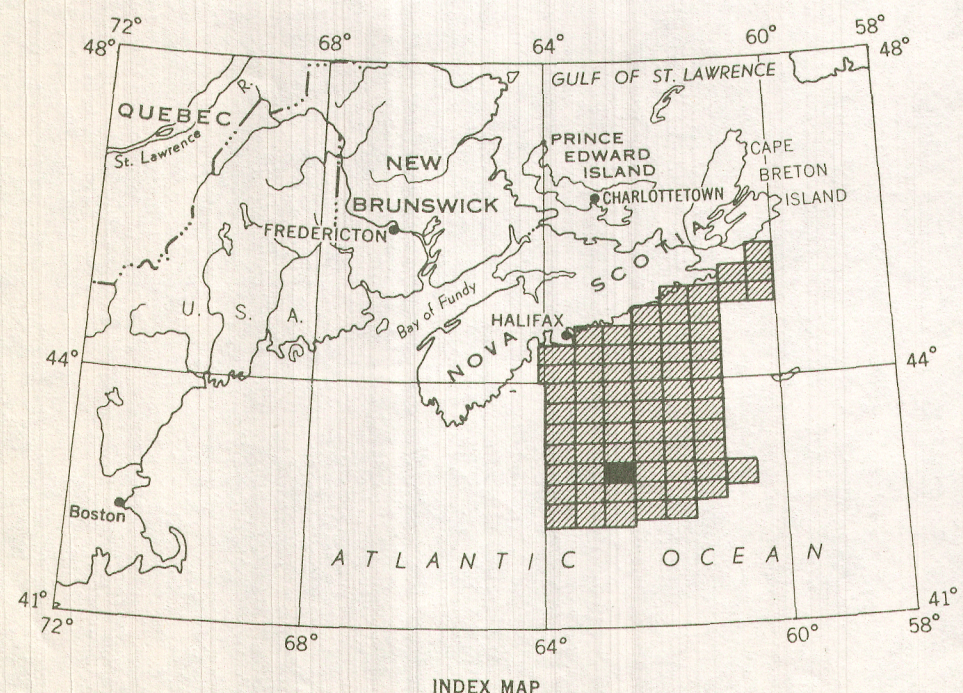 72°
68°
64°
60°
58°
48°
48°
GULF OF ST. LAWRENCE
R.
QUEBEC
St. Lawrence
PRINCE
EDWARD
ISLAND
CAPE
BRETON
ISLAND
NEW
BRUNSWICK
CHARLOTTETOWN
FREDERICTON
NOVA SCOTIA
U. S. A.
Bay of Fundy
HALIFAX
44°
44°
Boston
ATLANTIC OCEAN
41°
41°
72°
68°
64°
60°
58°
INDEX MAP